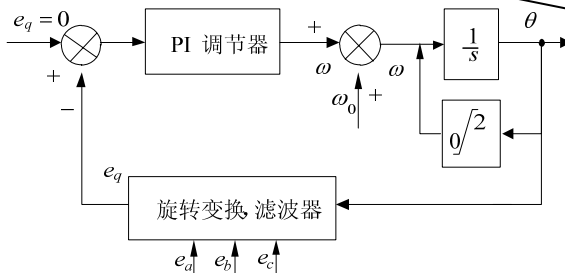 e_q = 0
+
−
PI 调节器
+
ω
ω₀
+
ω
1/s
θ
0√2
e_q
旋转变换, 滤波器
e_a
e_b
e_c